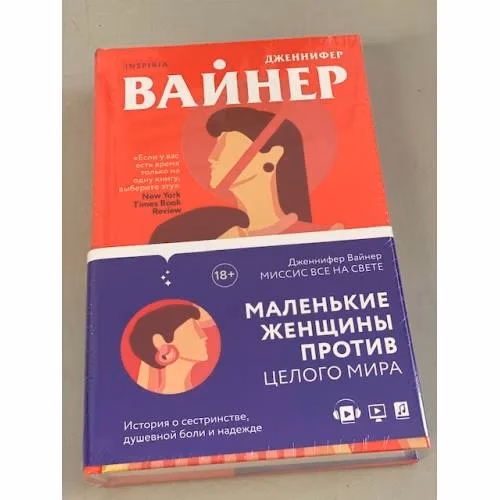 INSPIRIA
ДЖЕННИФЕР
ВАЙНЕР
«Если у вас
есть время
только на
одну книгу,
выберите эту»
New York
Times Book
Review
18+
Дженнифер Вайнер
МИССИС ВСЕ НА СВЕТЕ
МАЛЕНЬКИЕ
ЖЕНЩИНЫ
ПРОТИВ
ЦЕЛОГО МИРА
История о сестринстве,
душевной боли и надежде